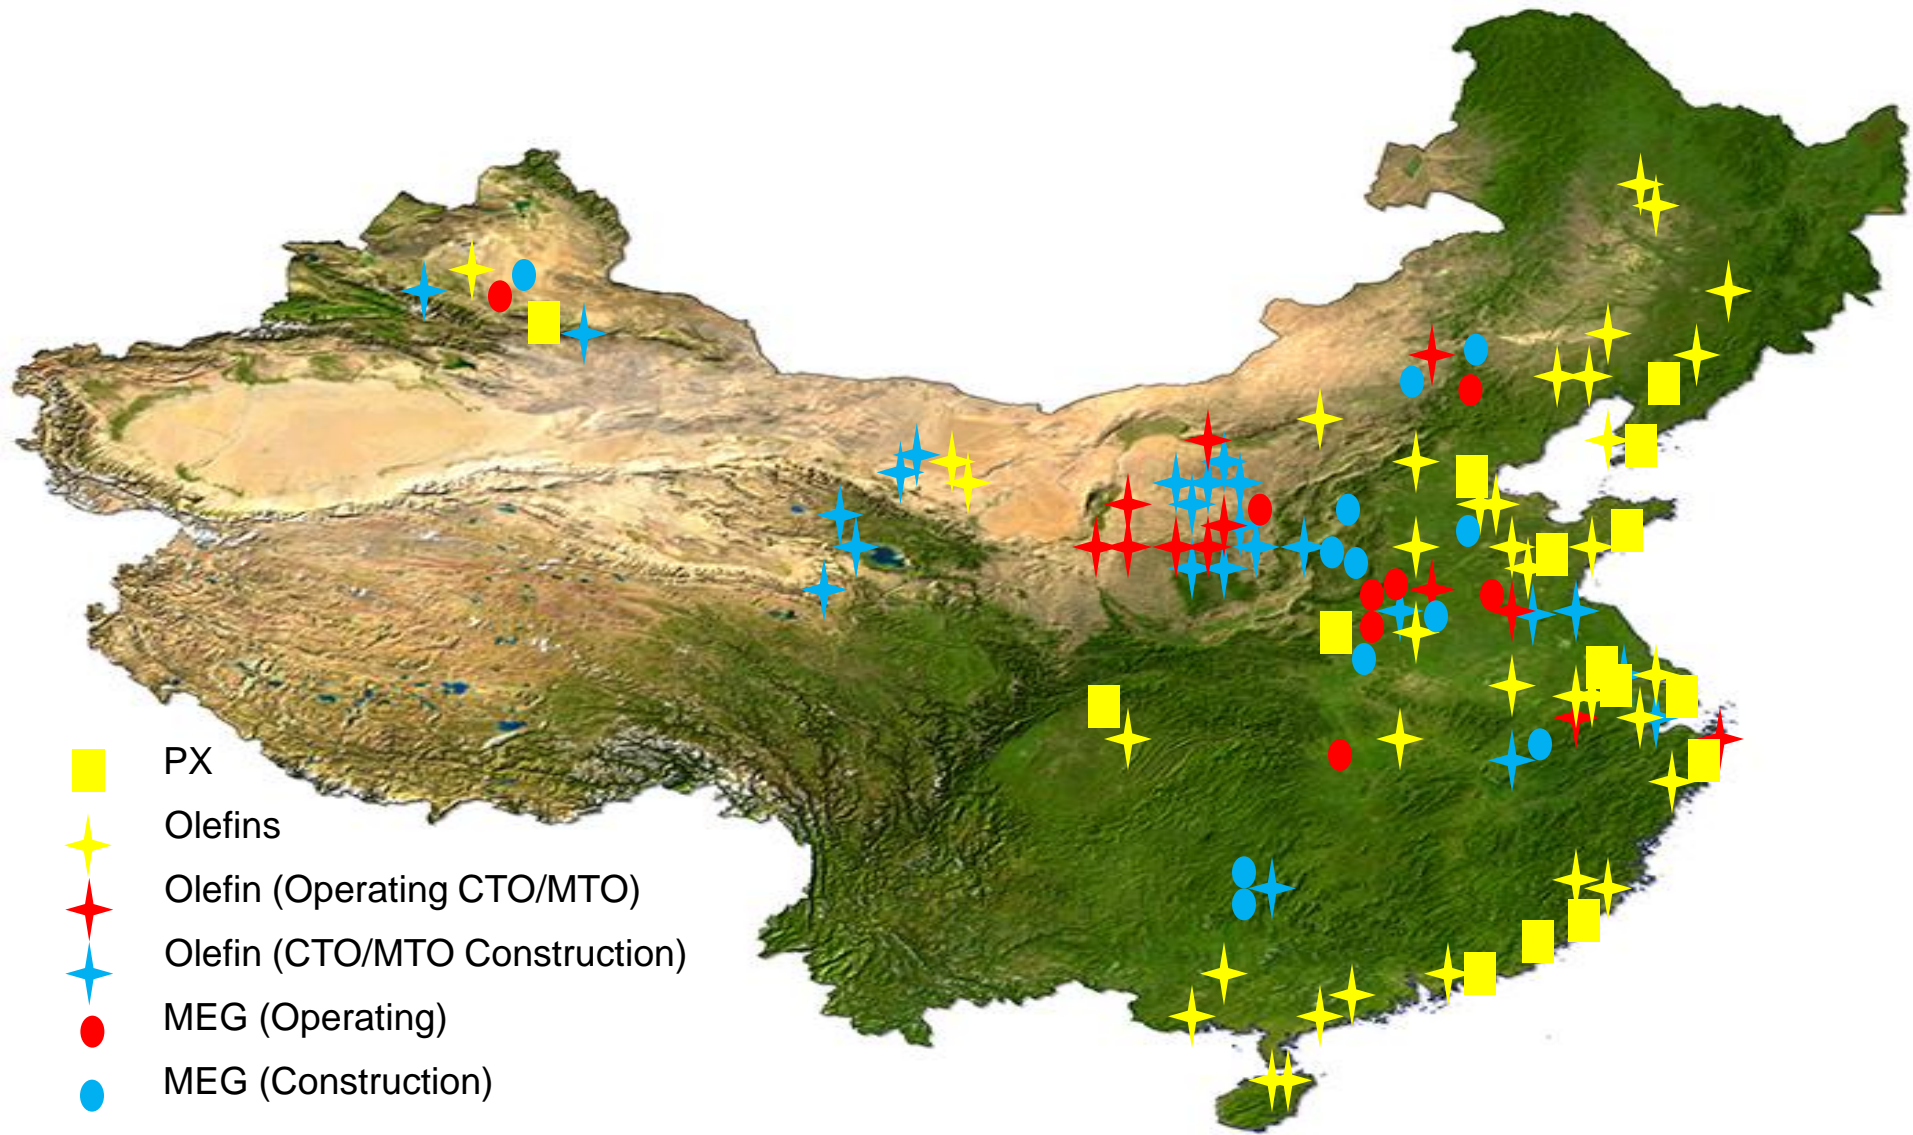 PX
Olefins
Olefin (Operating CTO/MTO)
Olefin (CTO/MTO Construction)
MEG (Operating)
MEG (Construction)